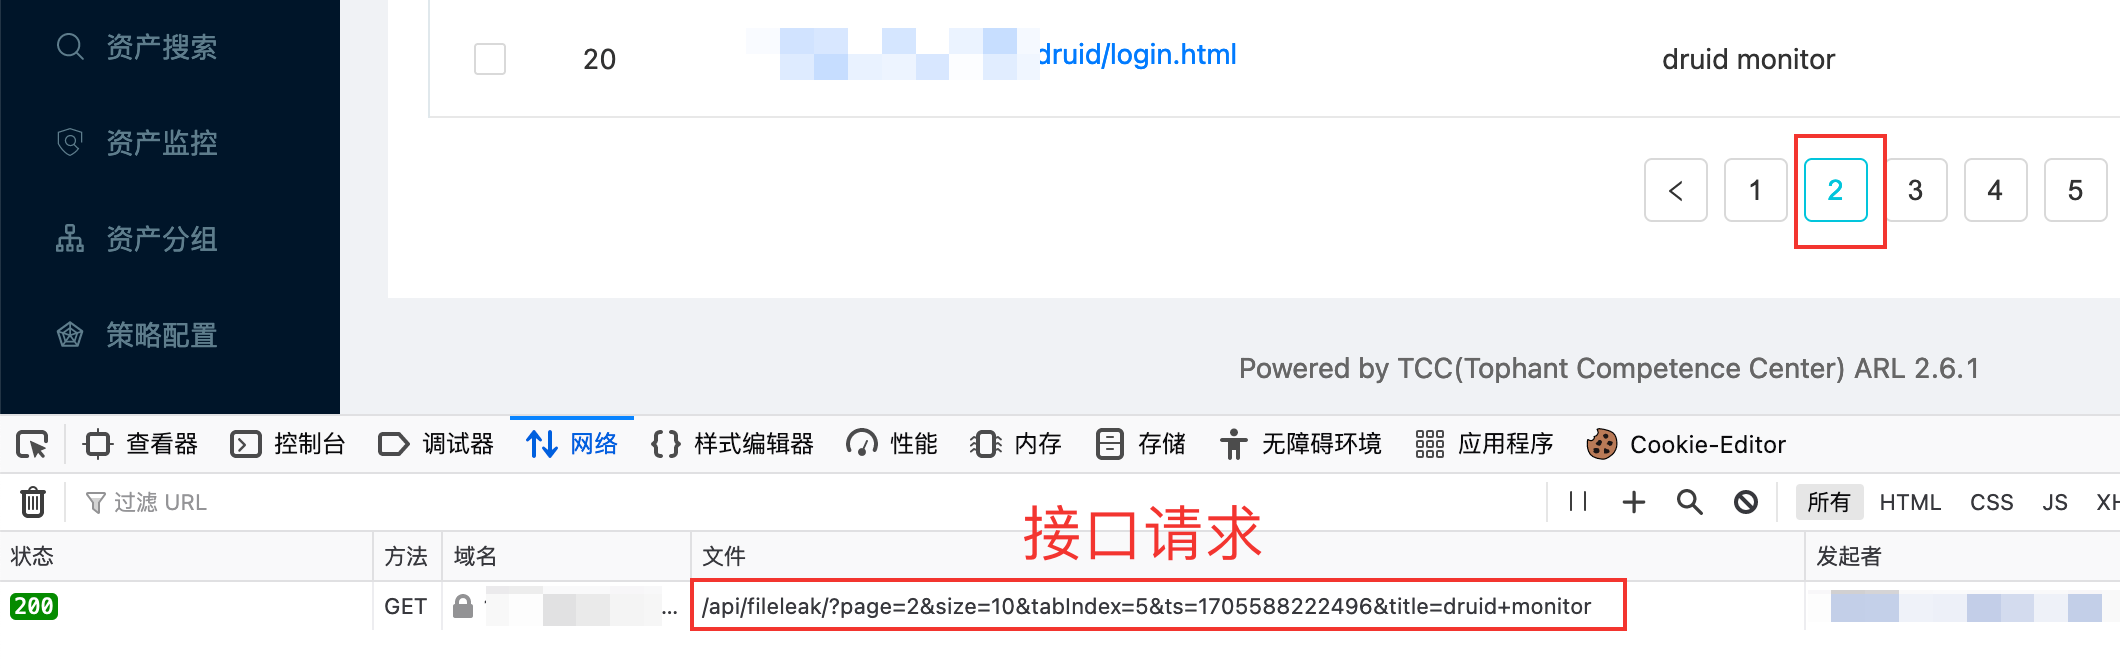 资产搜索
20 druid/login.html druid monitor
资产监控
1 2 3 4 5
资产分组
策略配置
Powered by TCC(Tophant Competence Center) ARL 2.6.1
查看器 控制台 调试器 网络 样式编辑器 性能 内存 存储 无障碍环境 应用程序 Cookie-Editor
过滤 URL 所有 HTML CSS JS XH
接口请求
状态 方法 域名 文件 发起者
200 GET ... /api/fileleak/?page=2&size=10&tabIndex=5&ts=1705588222496&title=druid+monitor